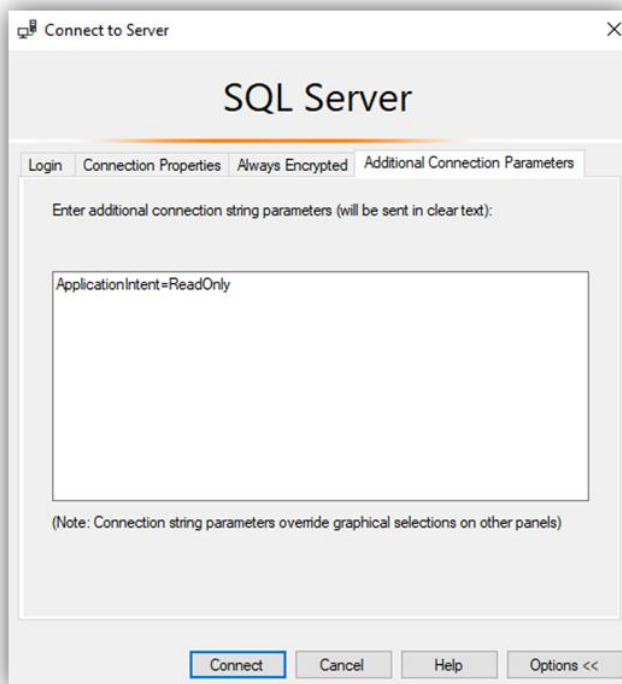 Connect to Server
SQL Server
Login Connection Properties Always Encrypted Additional Connection Parameters
Enter additional connection string parameters (will be sent in clear text):
ApplicationIntent=ReadOnly
(Note: Connection string parameters override graphical selections on other panels)
Connect Cancel Help Options <<